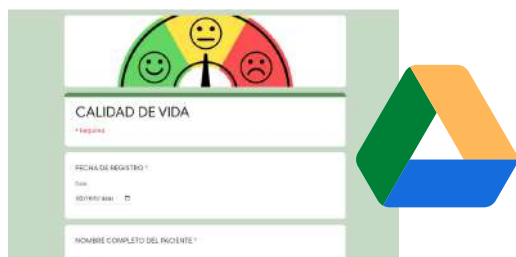 CALIDAD DE VIDA
* Required
FECHA DE REGISTRO *
Date
NOMBRE COMPLETO DEL PACIENTE *